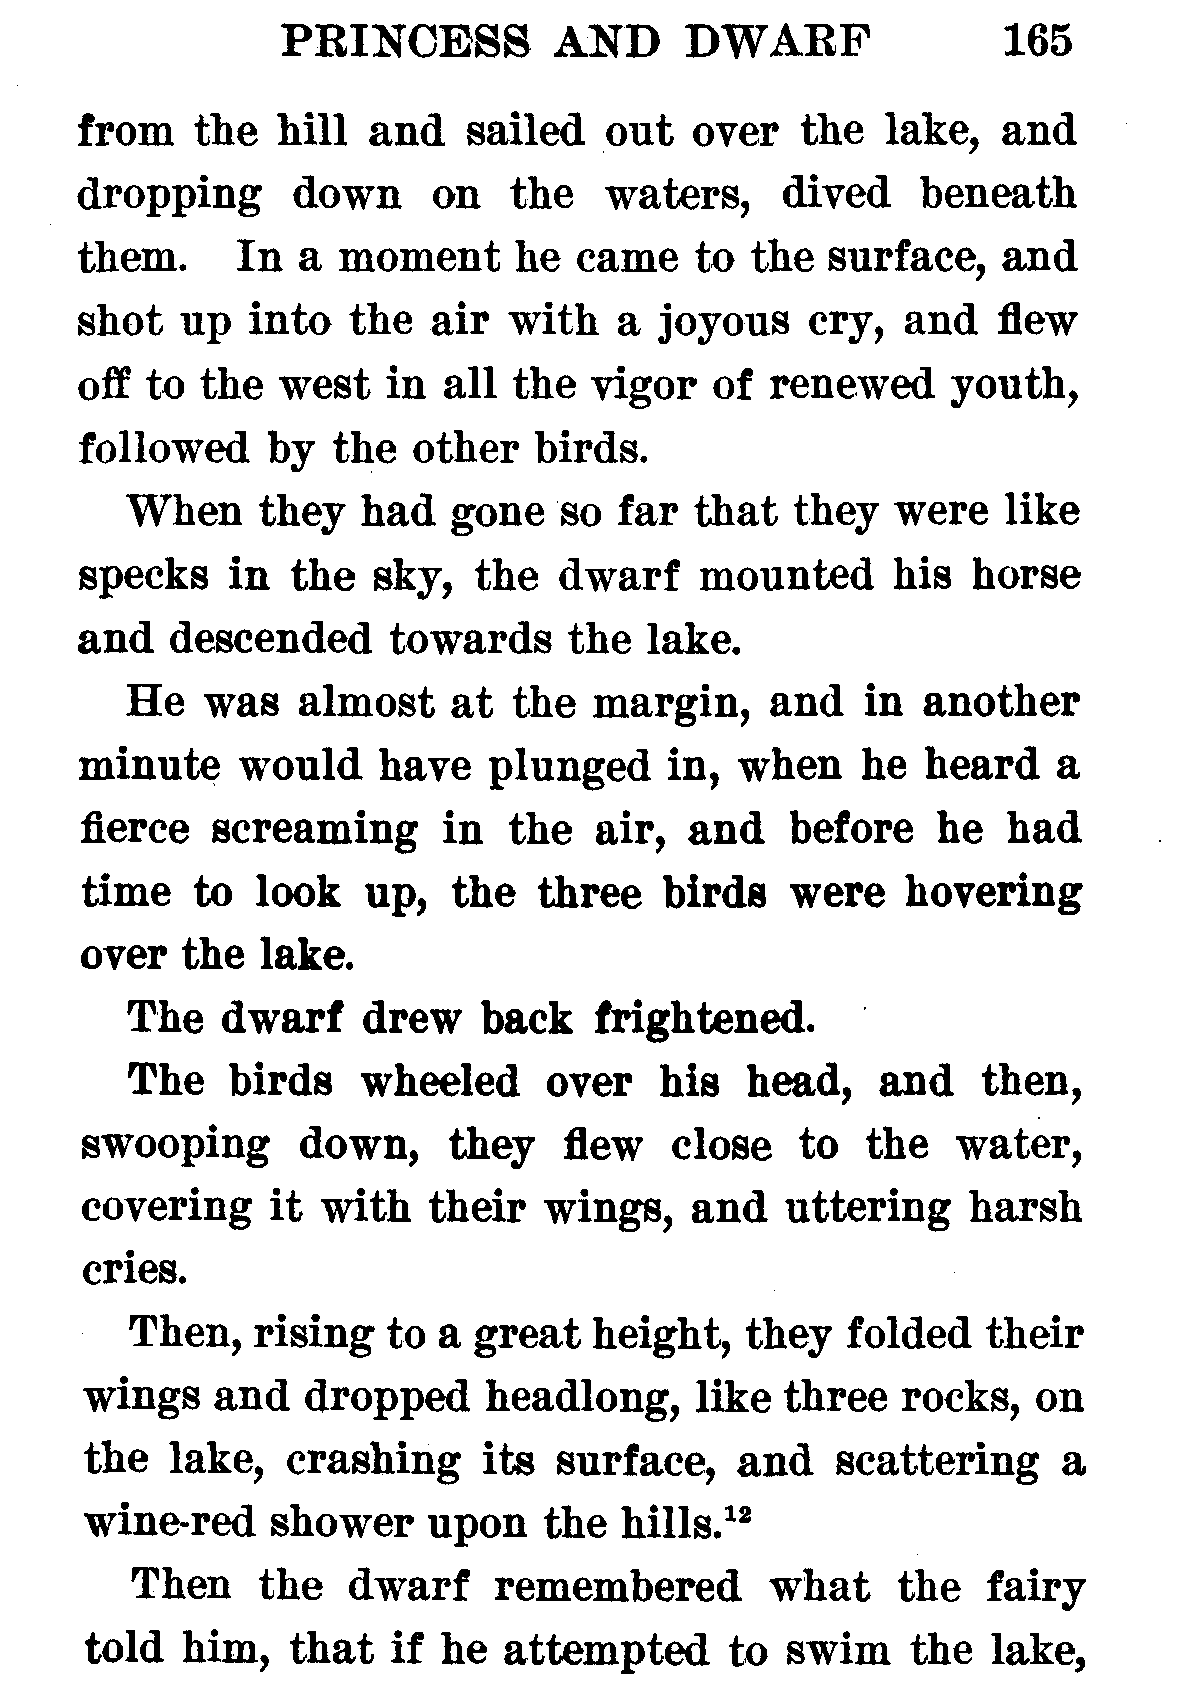 PRINCESS AND DWARF 165
from the hill and sailed out over the lake, and
dropping down on the waters, dived beneath
them. In a moment he came to the surface, and
shot up into the air with a joyous cry, and flew
off to the west in all the vigor of renewed youth,
followed by the other birds.
When they had gone so far that they were like
specks in the sky, the dwarf mounted his horse
and descended towards the lake.
He was almost at the margin, and in another
minute would have plunged in, when he heard a
fierce screaming in the air, and before he had
time to look up, the three birds were hovering
over the lake.
The dwarf drew back frightened.
The birds wheeled over his head, and then,
swooping down, they flew close to the water,
covering it with their wings, and uttering harsh
cries.
Then, rising to a great height, they folded their
wings and dropped headlong, like three rocks, on
the lake, crashing its surface, and scattering a
wine-red shower upon the hills.¹²
Then the dwarf remembered what the fairy
told him, that if he attempted to swim the lake,